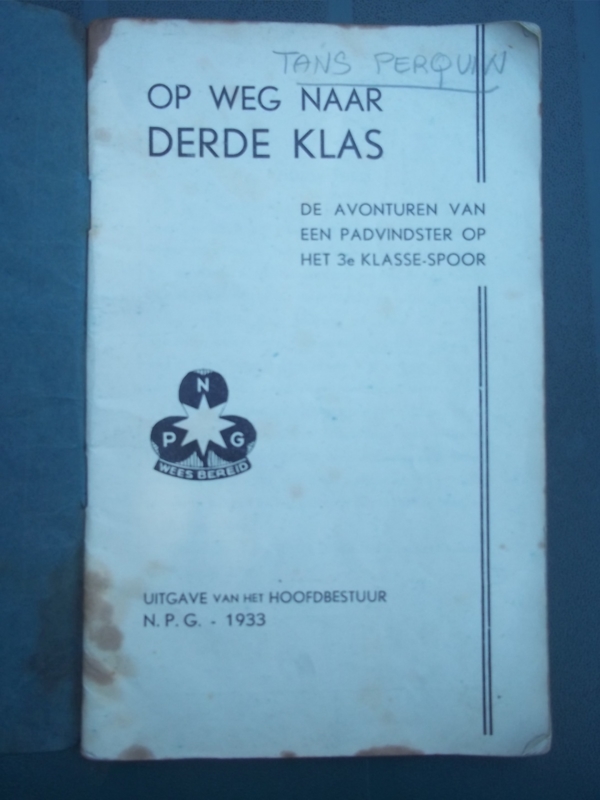 TANS PERQUIN
OP WEG NAAR
DERDE KLAS
DE AVONTUREN VAN
EEN PADVINDSTER OP
HET 3e KLASSE-SPOOR
N
P G
WEES BEREID
UITGAVE VAN HET HOOFDBESTUUR
N. P. G. - 1933